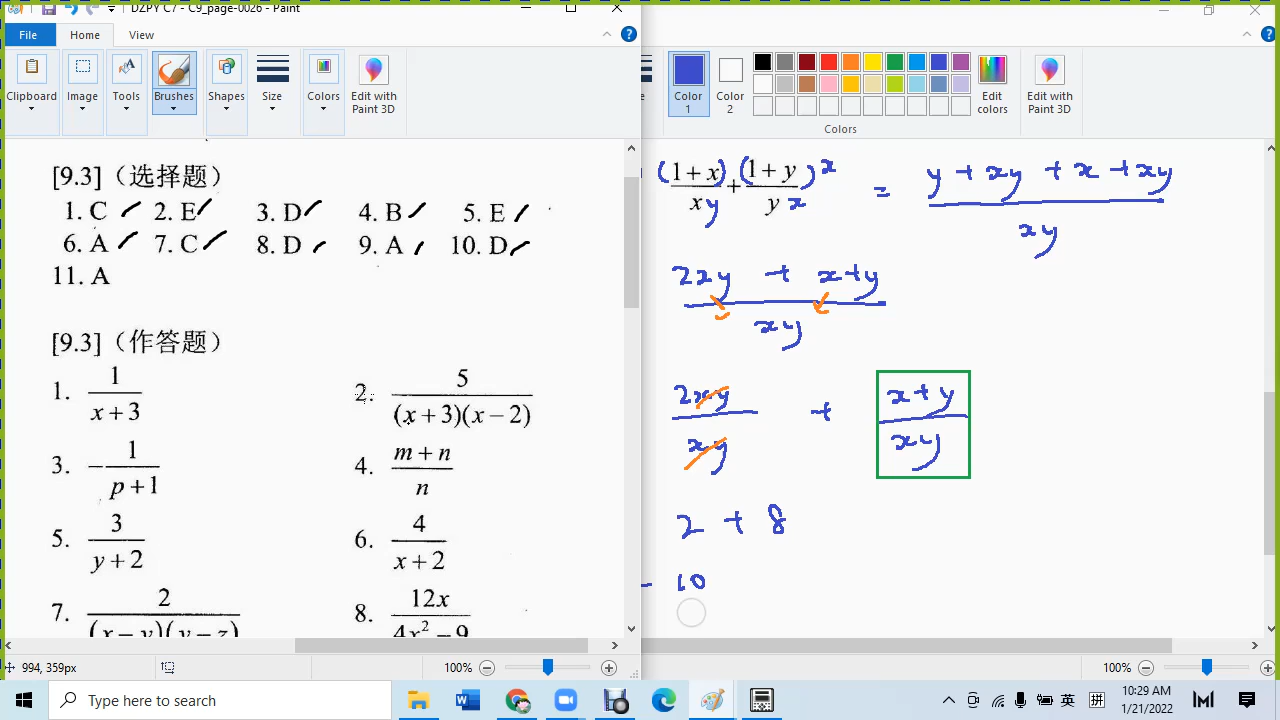 DZPY C7 - C9_page-0026 - Paint
File Home View
Clipboard Image Tools Brushes Shapes Size Colors Edit with Paint 3D
[9.3]（选择题）
1. C 2. E 3. D 4. B 5. E
6. A 7. C 8. D 9. A 10. D
11. A
[9.3]（作答题）
1. 1/(x+3) 2. 5/((x+3)(x−2))
3. −1/(p+1) 4. (m+n)/n
5. 3/(y+2) 6. 4/(x+2)
7. 2/((x−y)(y−z)) 8. 12x/(4x²−9)
994, 359px 100%
Color 1 Color 2 Edit colors Edit with Paint 3D
Colors
(1+x)y/xy + (1+y)x/yx = (y + xy + x + xy)/xy
(2xy + x+y)/xy
2xy/xy + (x+y)/xy
2 + 8
10
100%
Type here to search
英 拼 10:29 AM
1/21/2022